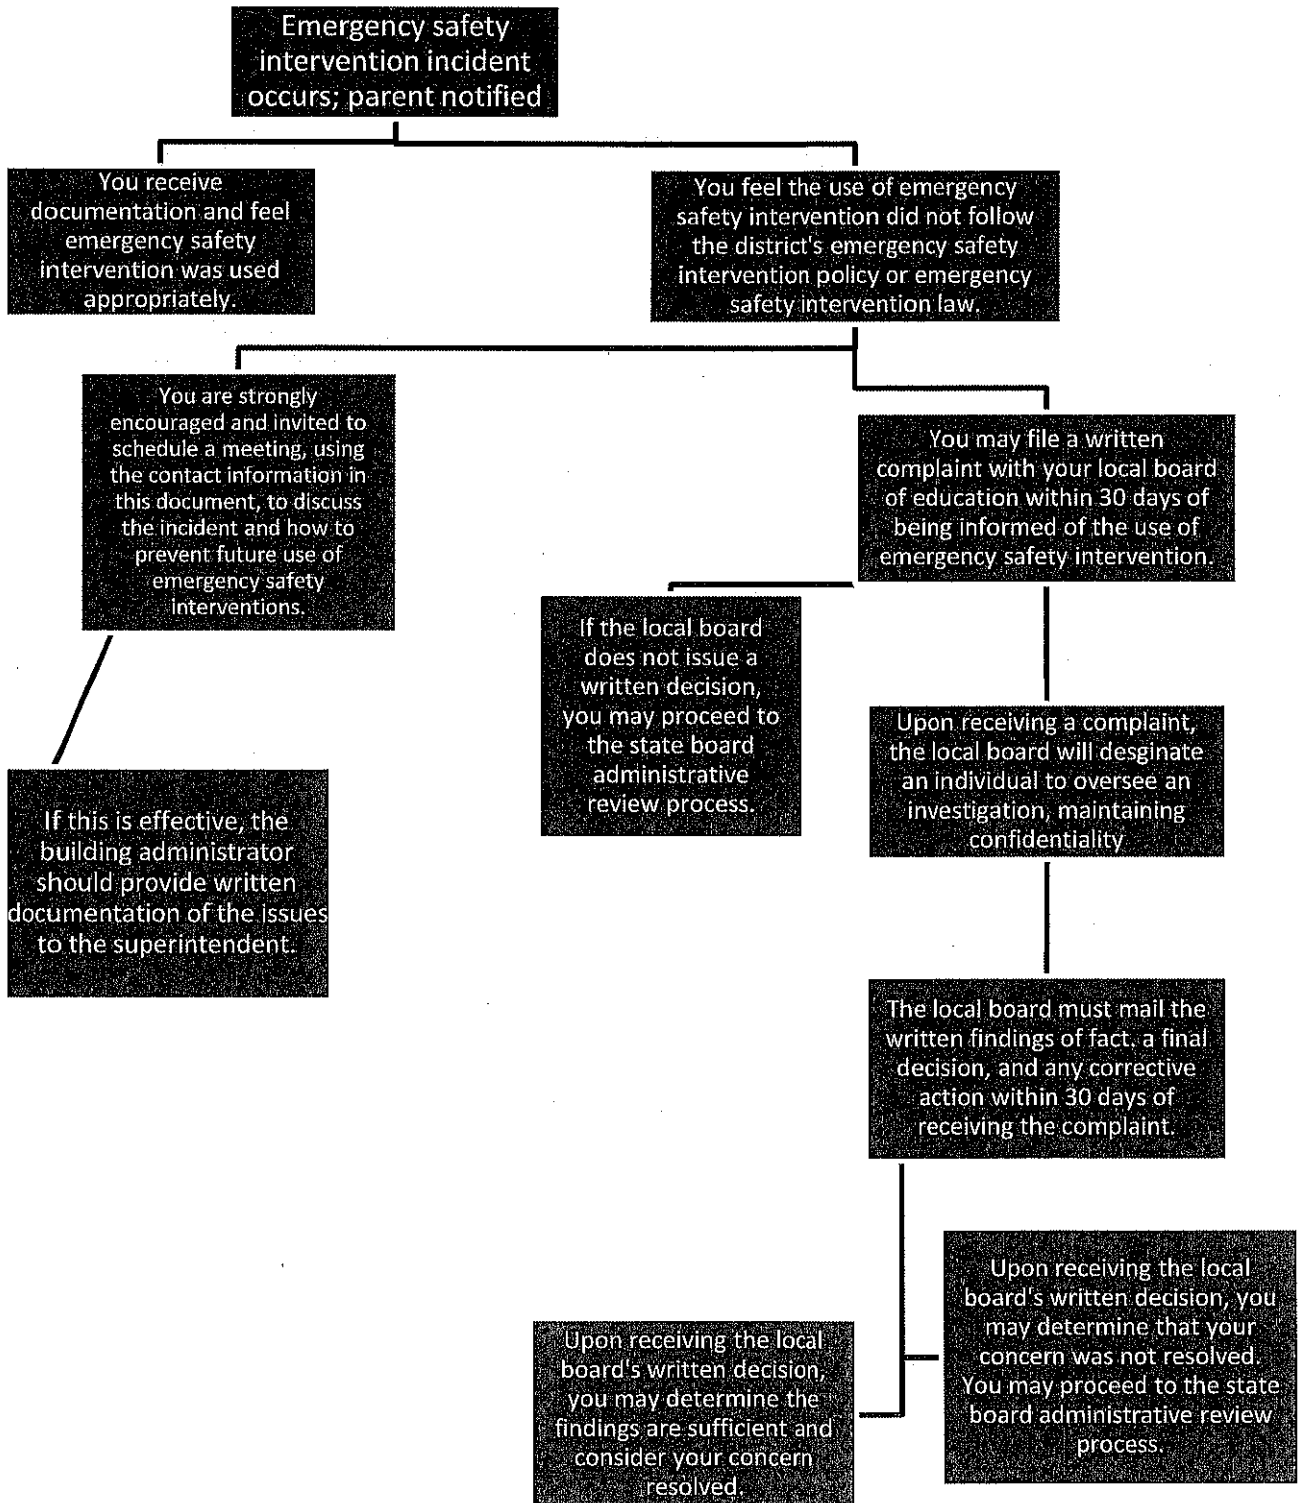 Emergency safety
intervention incident
occurs; parent notified
You receive
documentation and feel
emergency safety
intervention was used
appropriately.
You feel the use of emergency
safety intervention did not follow
the district's emergency safety
intervention policy or emergency
safety intervention law.
You are strongly
encouraged and invited to
schedule a meeting, using
the contact information in
this document, to discuss
the incident and how to
prevent future use of
emergency safety
interventions.
You may file a written
complaint with your local board
of education within 30 days of
being informed of the use of
emergency safety intervention.
If the local board
does not issue a
written decision,
you may proceed to
the state board
administrative
review process.
Upon receiving a complaint,
the local board will desginate
an individual to oversee an
investigation, maintaining
confidentiality
If this is effective, the
building administrator
should provide written
documentation of the issues
to the superintendent.
The local board must mail the
written findings of fact, a final
decision, and any corrective
action within 30 days of
receiving the complaint.
Upon receiving the local
board's written decision, you
may determine that your
concern was not resolved.
You may proceed to the state
board administrative review
process.
Upon receiving the local
board's written decision,
you may determine the
findings are sufficient and
consider your concern
resolved.